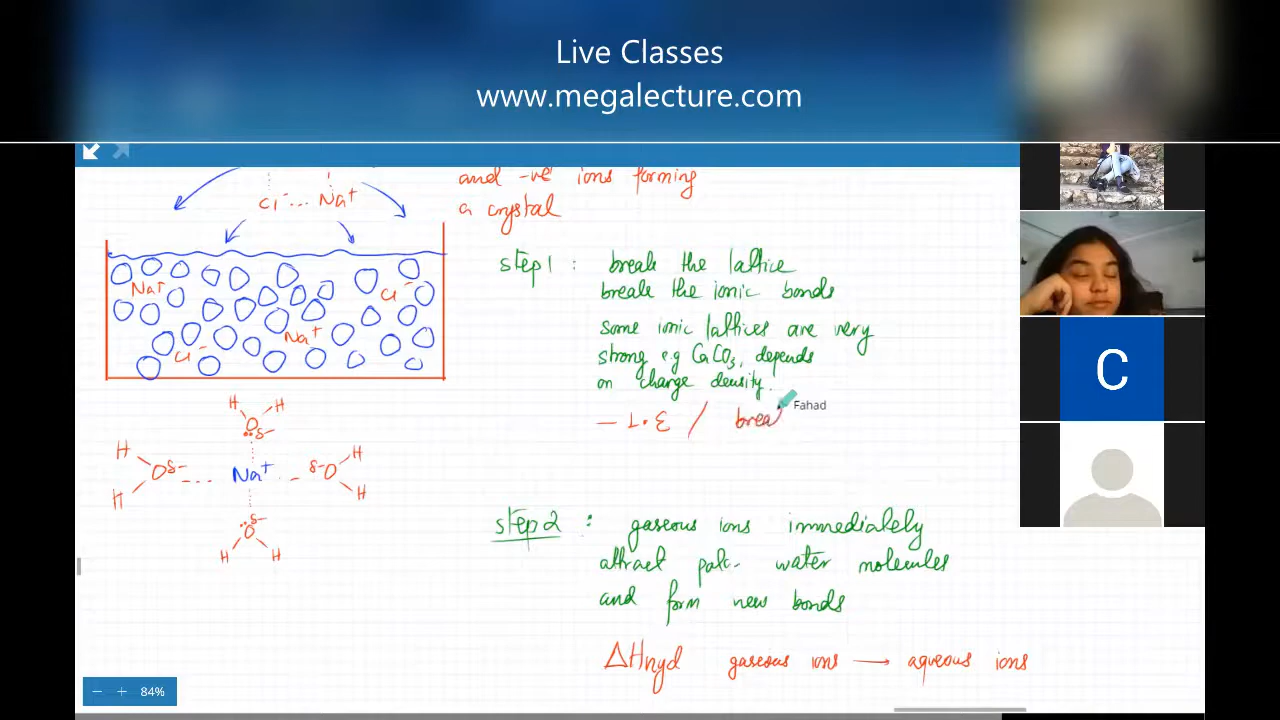 Live Classes
www.megalecture.com
and -ve ions forming
a crystal
Cl⁻ ... Na⁺
step 1 : break the lattice
break the ionic bonds
Some ionic lattices are very
strong e.g CaCO₃, depends
on charge density.
— L.E / brea
Fahad
Na⁺
Cl⁻
Na⁺
Cl⁻
H H
O
δ-
H
Oδ-
H
Na⁺
δ-O
H
H
δ-
O
H H
step 2 : gaseous ions immediately
attract water molecules
and form new bonds
ΔHhyd gaseous ions → aqueous ions
C
84%